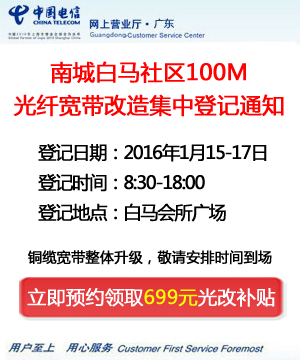 中国电信
CHINA TELECOM
网上营业厅·广东
Guangdong·Customer Service Center
南城白马社区100M
光纤宽带改造集中登记通知
登记日期：2016年1月15-17日
登记时间：8:30-18:00
登记地点：白马会所广场
铜缆宽带整体升级，敬请安排时间到场
立即预约领取699元光改补贴
用户至上 用心服务 Customer First Service Foremost